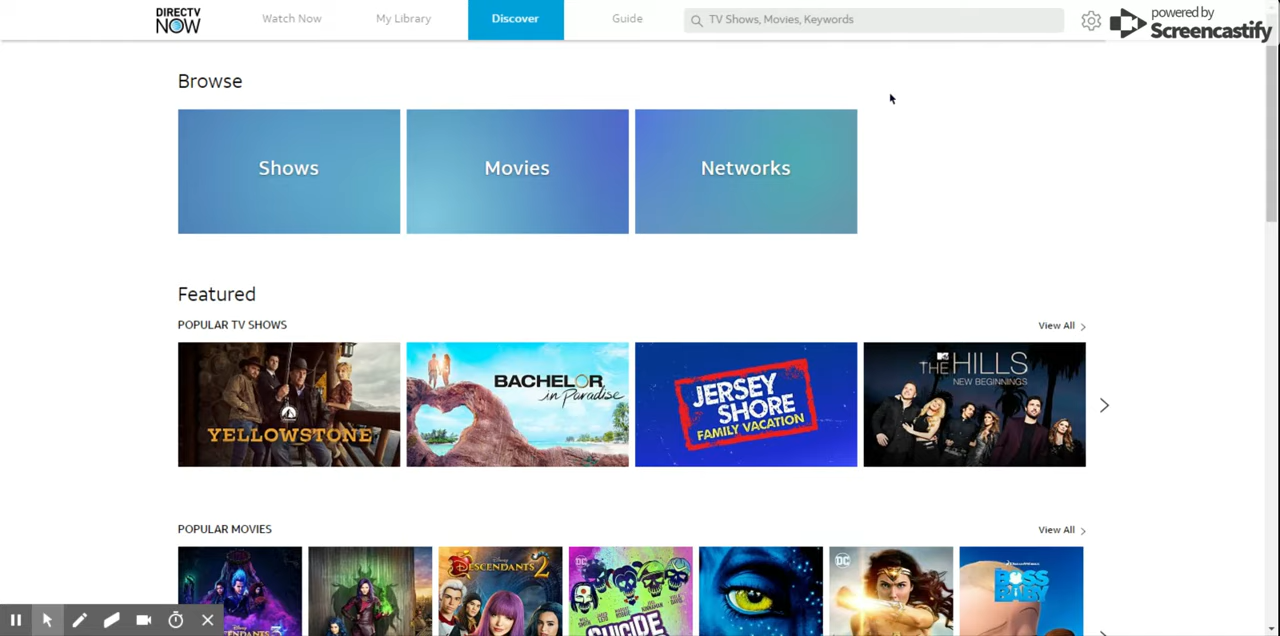 DIRECTV
NOW
Watch Now
My Library
Discover
Guide
TV Shows, Movies, Keywords
powered by
Screencastify
Browse
Shows
Movies
Networks
Featured
POPULAR TV SHOWS
View All
YELLOWSTONE
BACHELOR
in Paradise
JERSEY
SHORE
FAMILY VACATION
THE HILLS
NEW BEGINNINGS
POPULAR MOVIES
View All
DESCENDANTS 3
DESCENDANTS
2
DC
SUICIDE
DC
BOSS
BABY